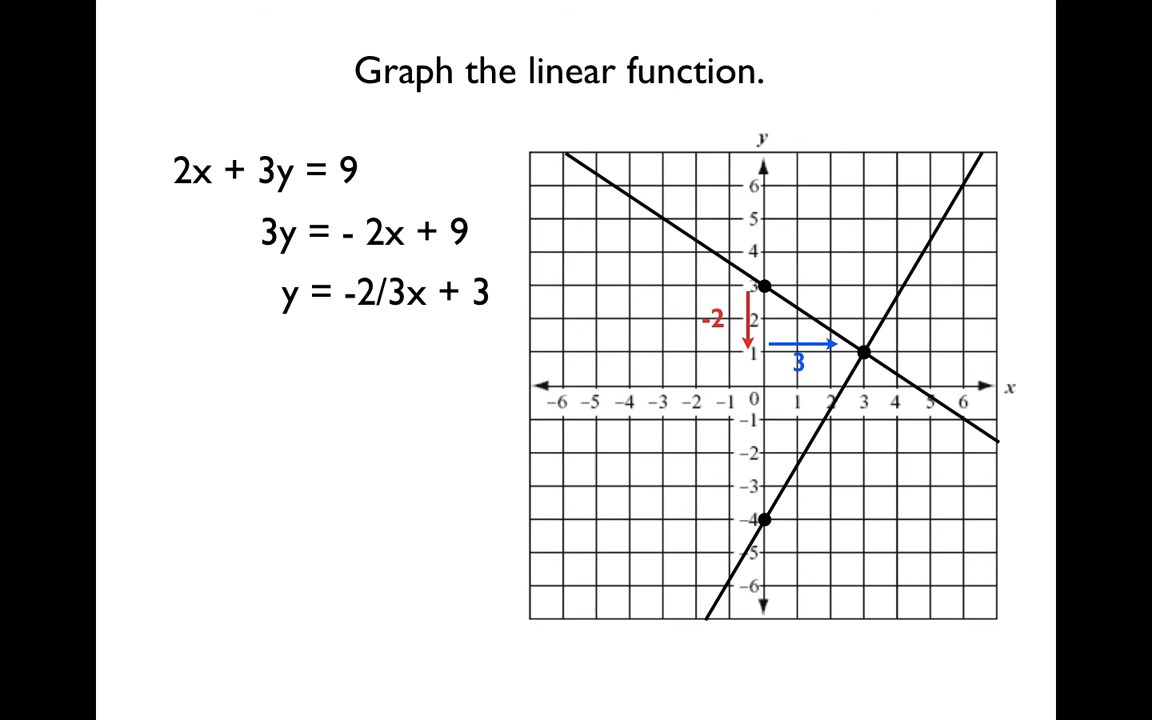 Graph the linear function.
2x + 3y = 9
3y = - 2x + 9
y = -2/3x + 3
y
6
5
4
3
-2
2
1
3
x
–6 –5 –4 –3 –2 –1 0 1 2 3 4 5 6
–1
–2
–3
–4
–5
–6